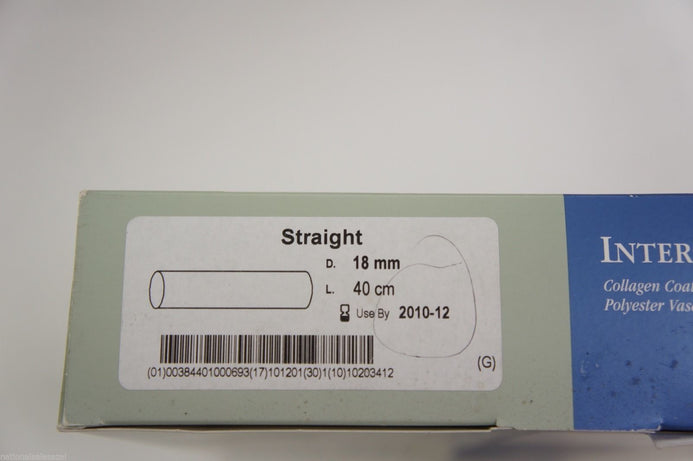 Straight
D. 18 mm
L. 40 cm
Use By 2010-12
(G)
(01)00384401000693(17)101201(30)1(10)10203412
INTER
Collagen Coa
Polyester Vas